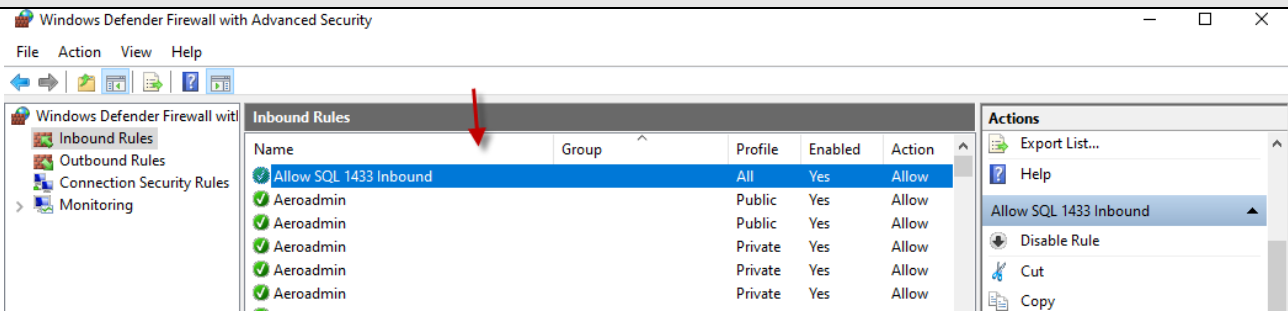 Windows Defender Firewall with Advanced Security
File Action View Help
Windows Defender Firewall witl
Inbound Rules
Outbound Rules
Connection Security Rules
Monitoring
Inbound Rules
Name Group Profile Enabled Action
Allow SQL 1433 Inbound All Yes Allow
Aeroadmin Public Yes Allow
Aeroadmin Public Yes Allow
Aeroadmin Private Yes Allow
Aeroadmin Private Yes Allow
Aeroadmin Private Yes Allow
Actions
Export List...
Help
Allow SQL 1433 Inbound
Disable Rule
Cut
Copy